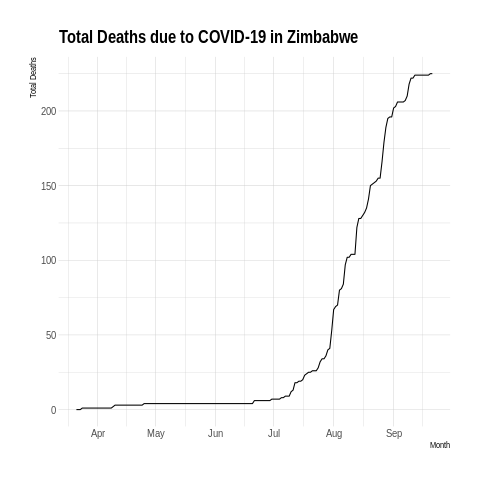 Total Deaths due to COVID-19 in Zimbabwe
Total Deaths
200
150
100
50
0
Apr May Jun Jul Aug Sep
Month